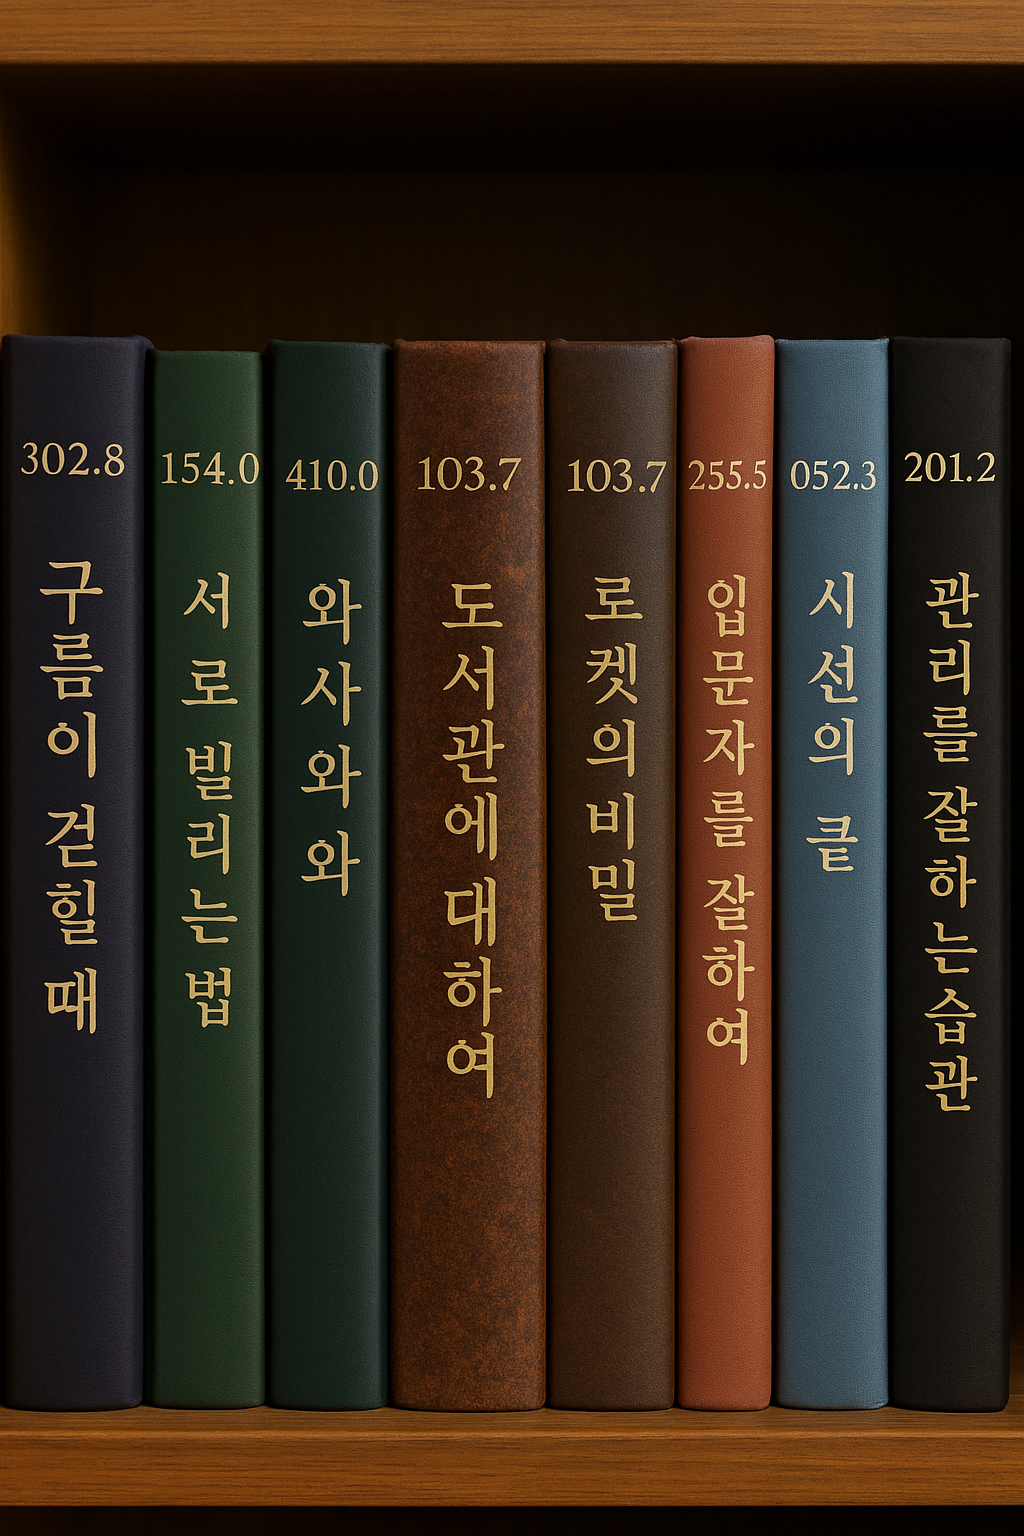 302.8
구름이 걷힐 때
154.0
서로 빌리는 법
410.0
와사와와
103.7
도서관에 대하여
103.7
로켓의 비밀
255.5
입문자를 잘하여
052.3
시선의 큩
201.2
관리를 잘하는 습관